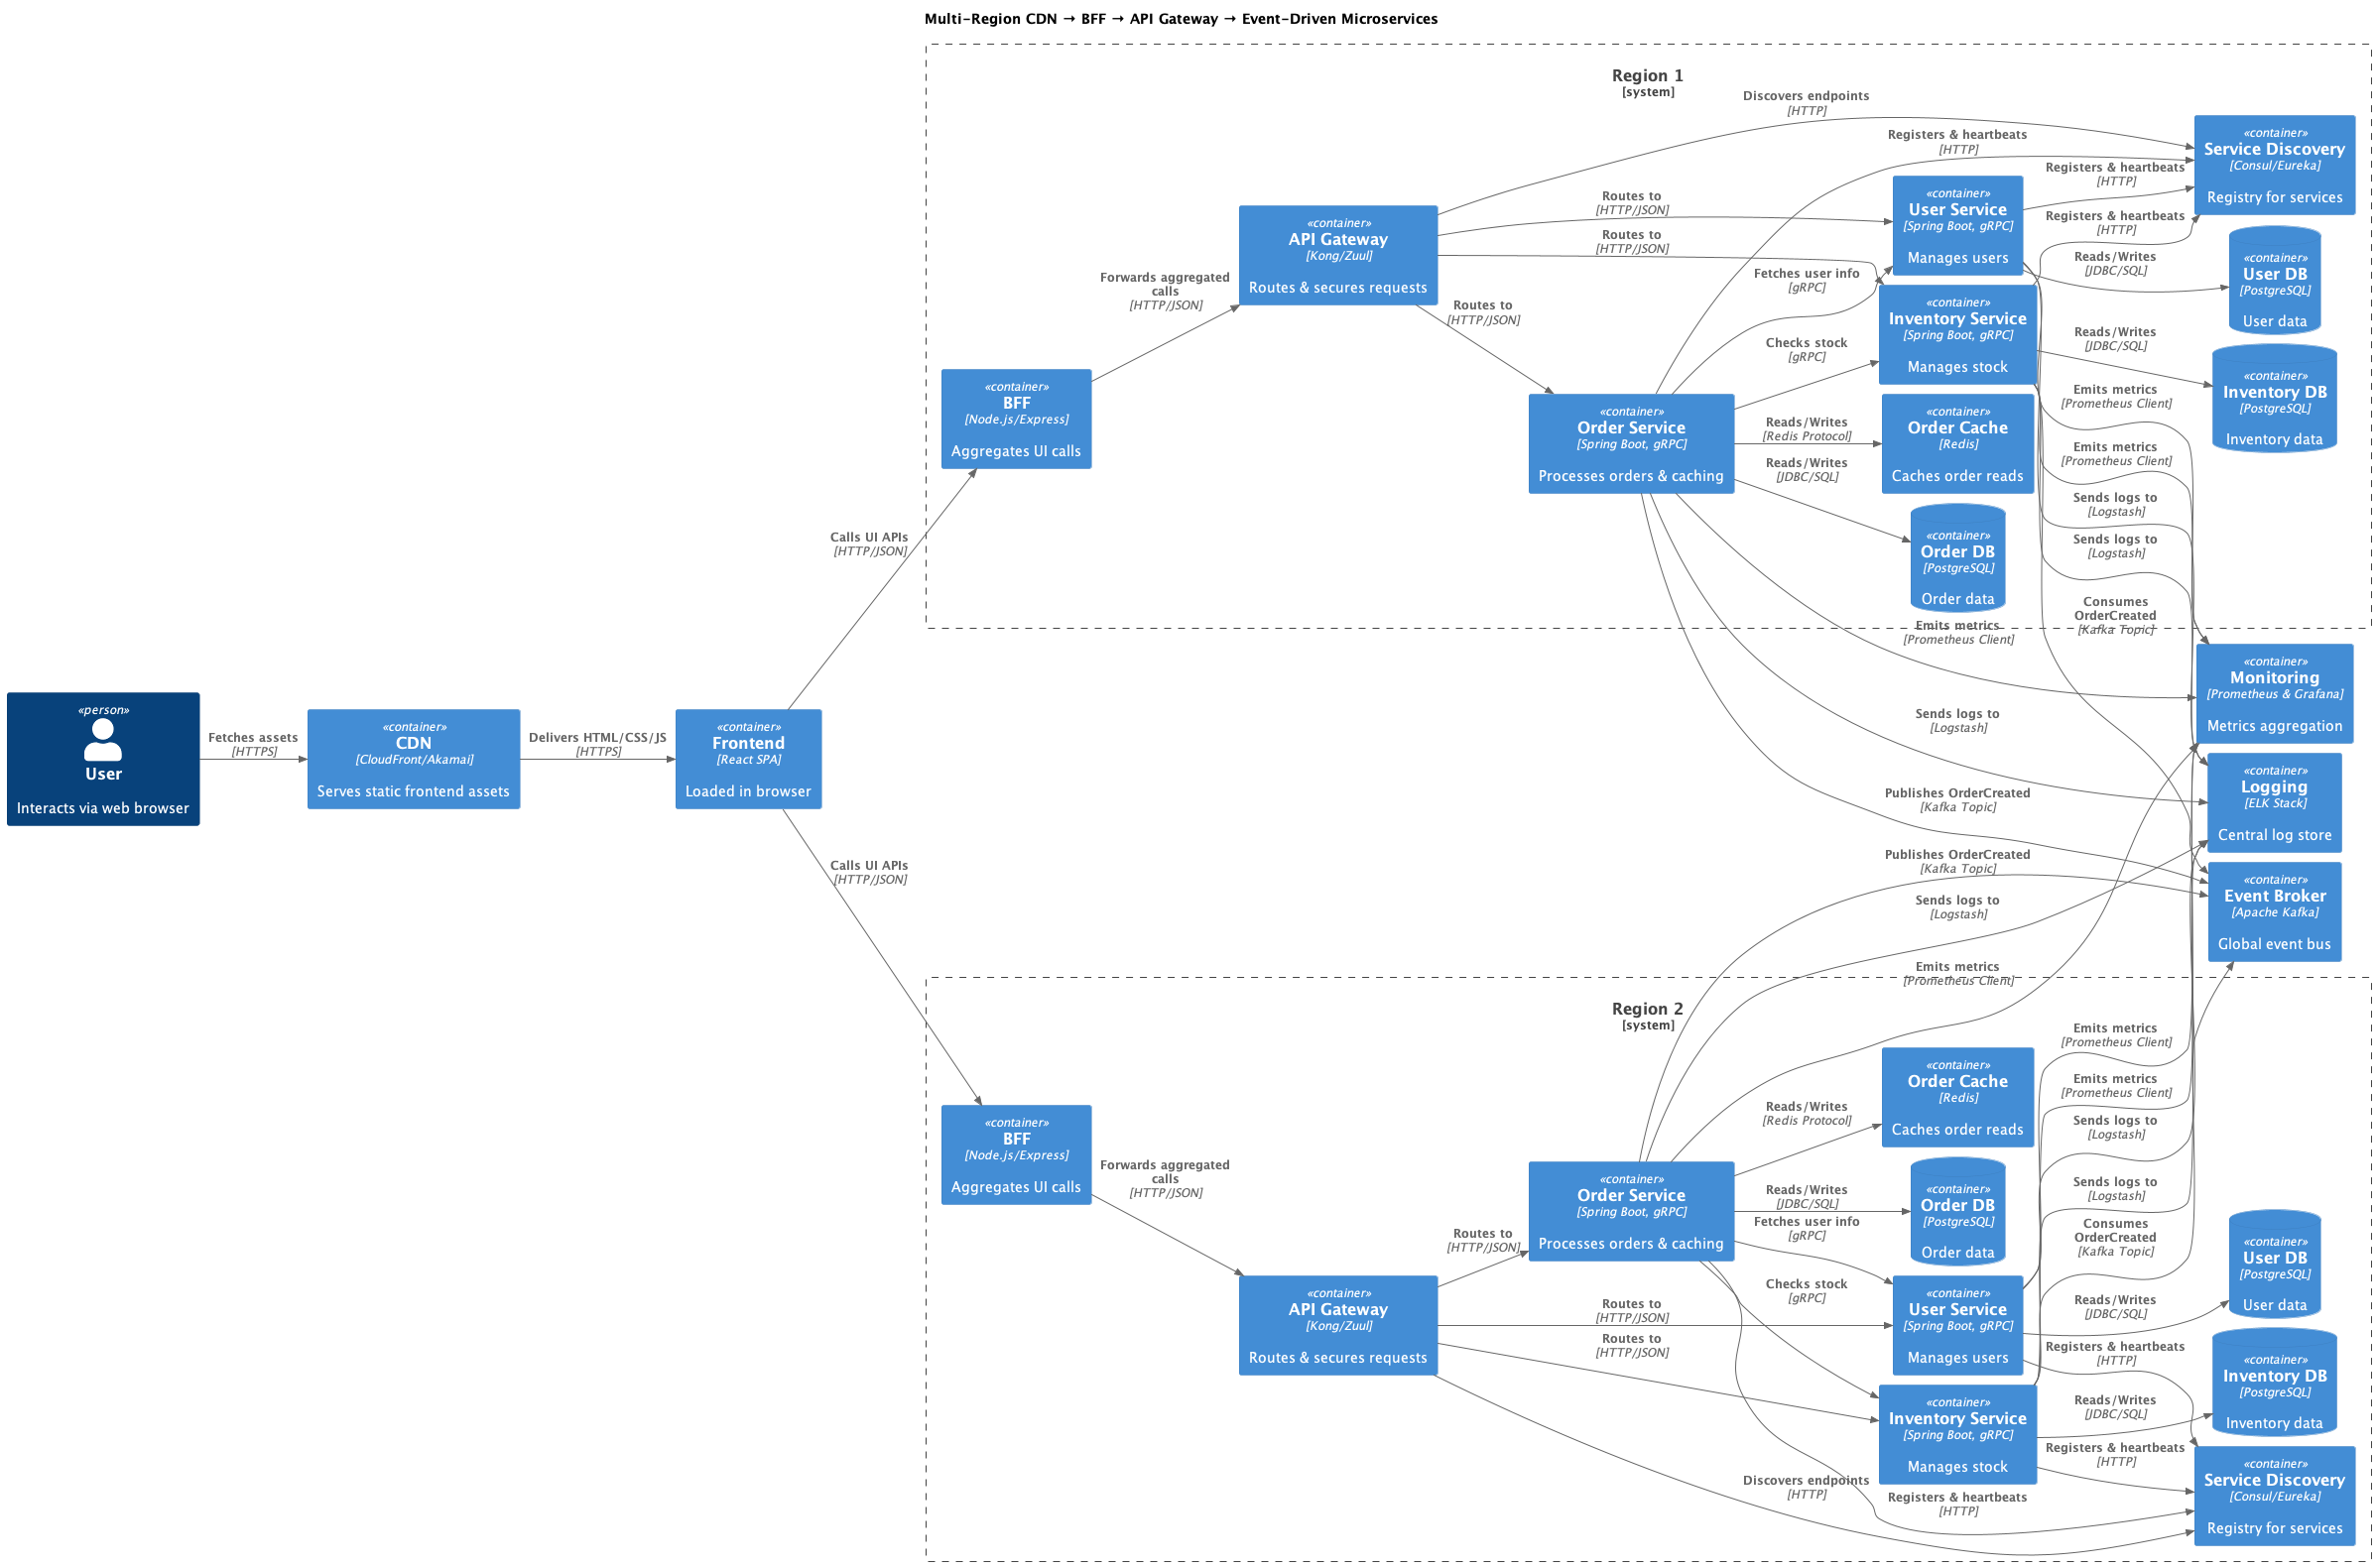 Multi-Region CDN → BFF → API Gateway → Event-Driven Microservices
Region 1
[system]
Discovers endpoints
[HTTP]
Registers & heartbeats
[HTTP]
Registers & heartbeats
[HTTP]
Registers & heartbeats
[HTTP]
«container»
Service Discovery
[Consul/Eureka]
Registry for services
«container»
User Service
[Spring Boot, gRPC]
Manages users
Routes to
[HTTP/JSON]
Routes to
[HTTP/JSON]
Routes to
[HTTP/JSON]
«container»
API Gateway
[Kong/Zuul]
Routes & secures requests
Forwards aggregated
calls
[HTTP/JSON]
Fetches user info
[gRPC]
Reads/Writes
[JDBC/SQL]
«container»
User DB
[PostgreSQL]
User data
«container»
Inventory Service
[Spring Boot, gRPC]
Manages stock
Checks stock
[gRPC]
Reads/Writes
[JDBC/SQL]
«container»
Inventory DB
[PostgreSQL]
Inventory data
«container»
BFF
[Node.js/Express]
Aggregates UI calls
«container»
Order Service
[Spring Boot, gRPC]
Processes orders & caching
Reads/Writes
[Redis Protocol]
Reads/Writes
[JDBC/SQL]
«container»
Order Cache
[Redis]
Caches order reads
«container»
Order DB
[PostgreSQL]
Order data
Emits metrics
[Prometheus Client]
Emits metrics
[Prometheus Client]
Sends logs to
[Logstash]
Sends logs to
[Logstash]
Consumes
OrderCreated
[Kafka Topic]
Emits metrics
[Prometheus Client]
Calls UI APIs
[HTTP/JSON]
«person»
User
Interacts via web browser
Fetches assets
[HTTPS]
«container»
CDN
[CloudFront/Akamai]
Serves static frontend assets
Delivers HTML/CSS/JS
[HTTPS]
«container»
Frontend
[React SPA]
Loaded in browser
Calls UI APIs
[HTTP/JSON]
Sends logs to
[Logstash]
Publishes OrderCreated
[Kafka Topic]
Publishes OrderCreated
[Kafka Topic]
Sends logs to
[Logstash]
Emits metrics
[Prometheus Client]
«container»
Monitoring
[Prometheus & Grafana]
Metrics aggregation
«container»
Logging
[ELK Stack]
Central log store
«container»
Event Broker
[Apache Kafka]
Global event bus
Region 2
[system]
Emits metrics
[Prometheus Client]
Emits metrics
[Prometheus Client]
Sends logs to
[Logstash]
Sends logs to
[Logstash]
Consumes
OrderCreated
[Kafka Topic]
«container»
Order Cache
[Redis]
Caches order reads
Reads/Writes
[Redis Protocol]
«container»
BFF
[Node.js/Express]
Aggregates UI calls
Forwards aggregated
calls
[HTTP/JSON]
«container»
Order Service
[Spring Boot, gRPC]
Processes orders & caching
Reads/Writes
[JDBC/SQL]
Fetches user info
[gRPC]
Checks stock
[gRPC]
«container»
Order DB
[PostgreSQL]
Order data
Routes to
[HTTP/JSON]
«container»
API Gateway
[Kong/Zuul]
Routes & secures requests
Routes to
[HTTP/JSON]
Routes to
[HTTP/JSON]
«container»
User Service
[Spring Boot, gRPC]
Manages users
«container»
User DB
[PostgreSQL]
User data
Reads/Writes
[JDBC/SQL]
Registers & heartbeats
[HTTP]
«container»
Inventory DB
[PostgreSQL]
Inventory data
Reads/Writes
[JDBC/SQL]
«container»
Inventory Service
[Spring Boot, gRPC]
Manages stock
Registers & heartbeats
[HTTP]
Discovers endpoints
[HTTP]
Registers & heartbeats
[HTTP]
«container»
Service Discovery
[Consul/Eureka]
Registry for services